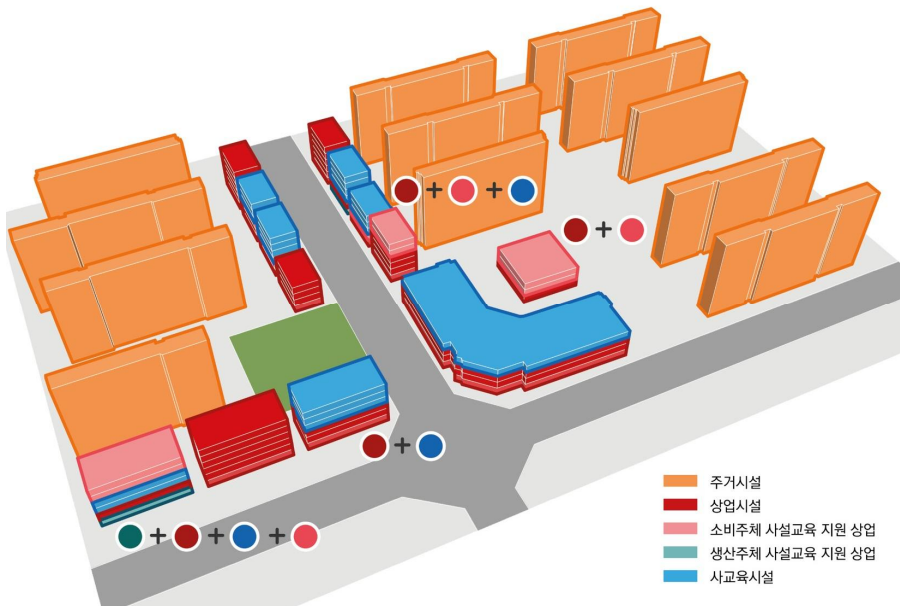 + +
+
+
+ + +
주거시설
상업시설
소비주체 사설교육 지원 상업
생산주체 사설교육 지원 상업
사교육시설